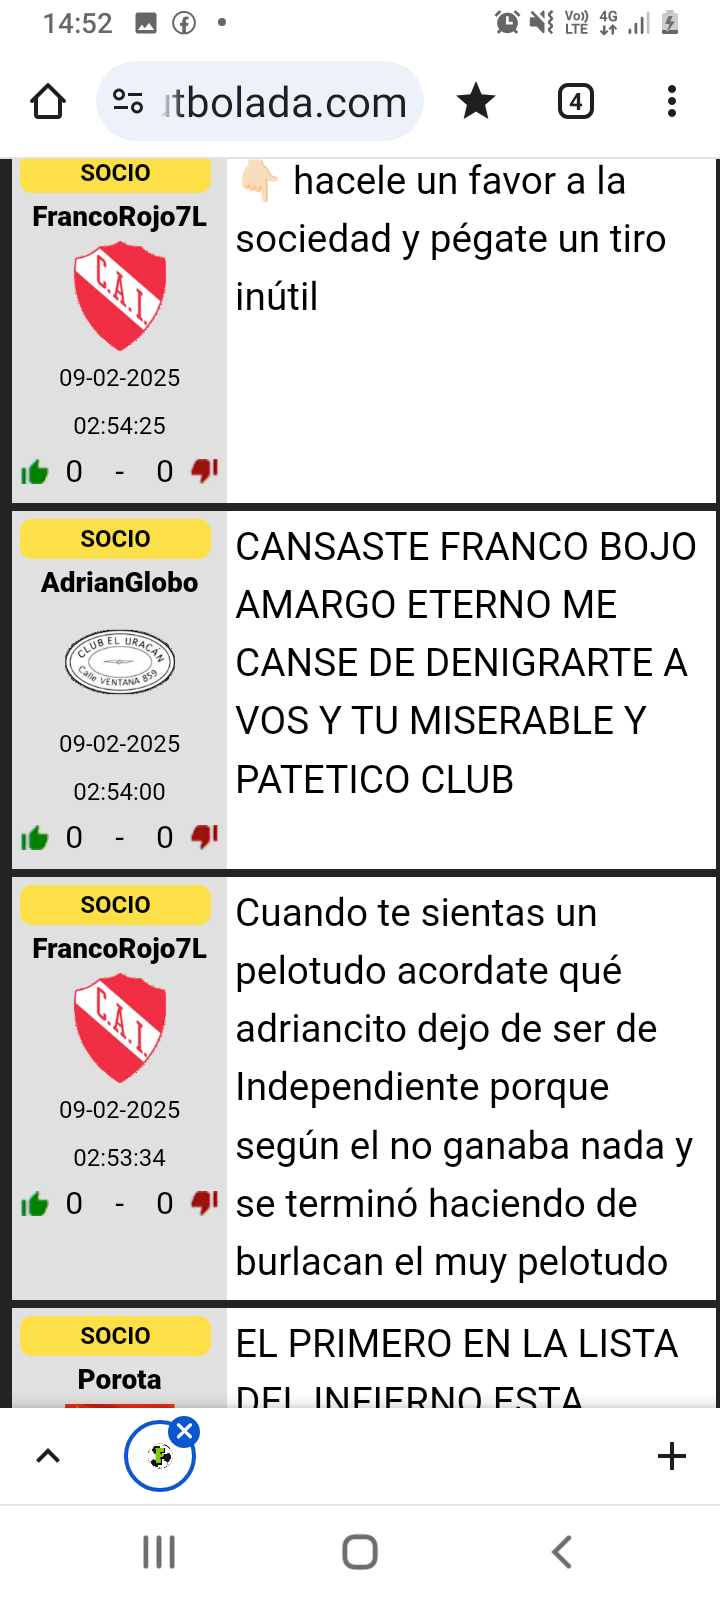 14:52
Vo)) 4G
LTE
tbolada.com
4
SOCIO
FrancoRojo7L
C.A.I.
09-02-2025
02:54:25
0 - 0
👇🏻 hacele un favor a la
sociedad y pégate un tiro
inútil
SOCIO
AdrianGlobo
CLUB EL URACÁN
Calle VENTANA 859
09-02-2025
02:54:00
0 - 0
CANSASTE FRANCO BOJO
AMARGO ETERNO ME
CANSE DE DENIGRARTE A
VOS Y TU MISERABLE Y
PATETICO CLUB
SOCIO
FrancoRojo7L
C.A.I.
09-02-2025
02:53:34
0 - 0
Cuando te sientas un
pelotudo acordate qué
adriancito dejo de ser de
Independiente porque
según el no ganaba nada y
se terminó haciendo de
burlacan el muy pelotudo
SOCIO
Porota
EL PRIMERO EN LA LISTA
DEL INFIERNO ESTA